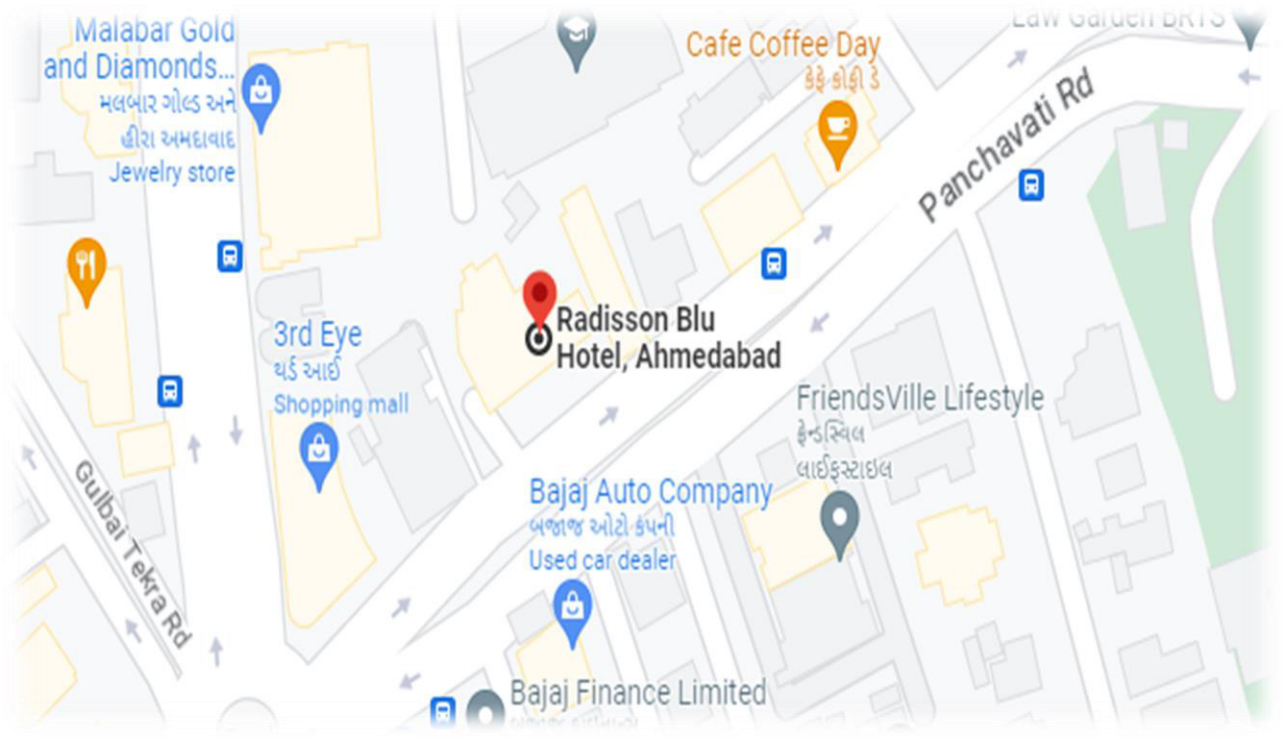 Malabar Gold
and Diamonds...
મલબાર ગોલ્ડ અને
હીરા અમદાવાદ
Jewelry store
Cafe Coffee Day
કેફે કોફી ડે
Law Garden BRTS
Panchavati Rd
3rd Eye
થર્ડ આઈ
Shopping mall
Radisson Blu
Hotel, Ahmedabad
FriendsVille Lifestyle
ફ્રેન્ડસ્વિલ
લાઈફસ્ટાઇલ
Gulbai Tekra Rd
Bajaj Auto Company
બજાજ ઓટો કંપની
Used car dealer
Bajaj Finance Limited